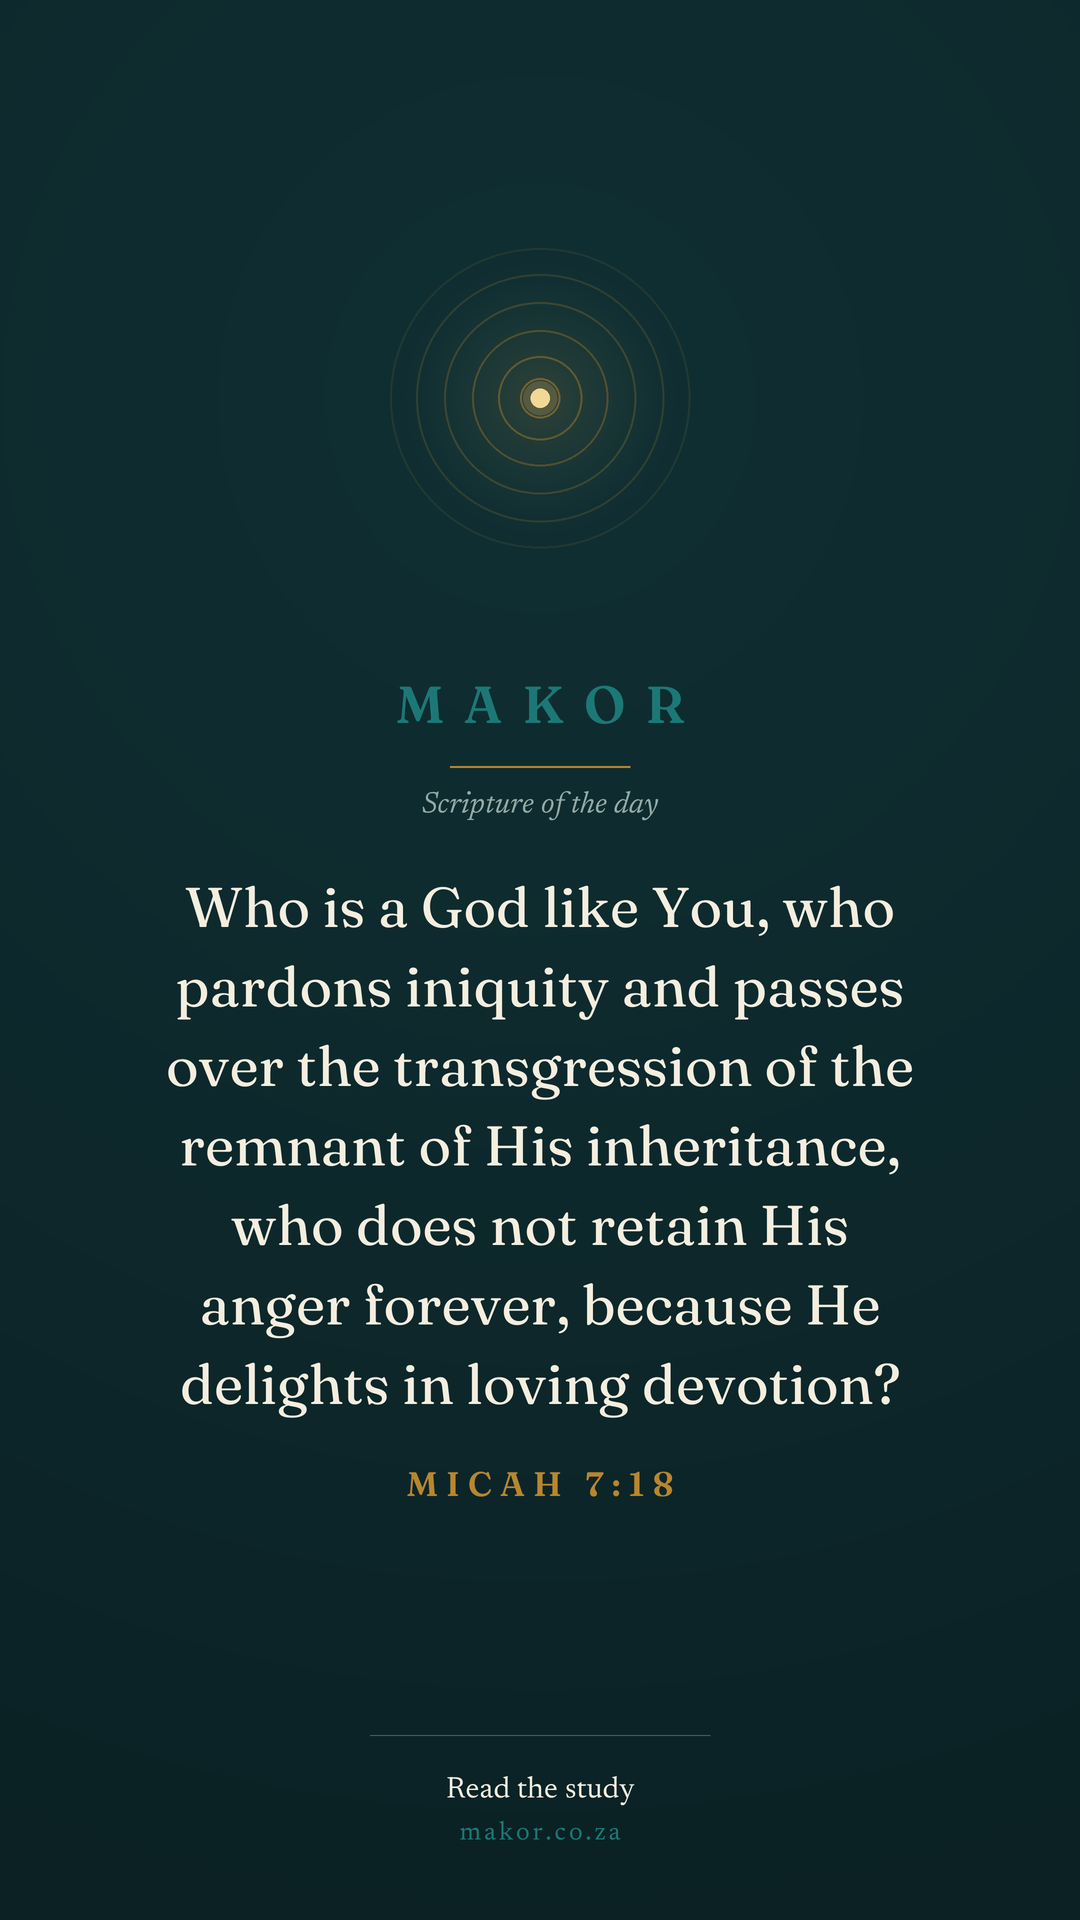 MAKOR
Scripture of the day
Who is a God like You, who
pardons iniquity and passes
over the transgression of the
remnant of His inheritance,
who does not retain His
anger forever, because He
delights in loving devotion?
MICAH 7:18
Read the study
makor.co.za